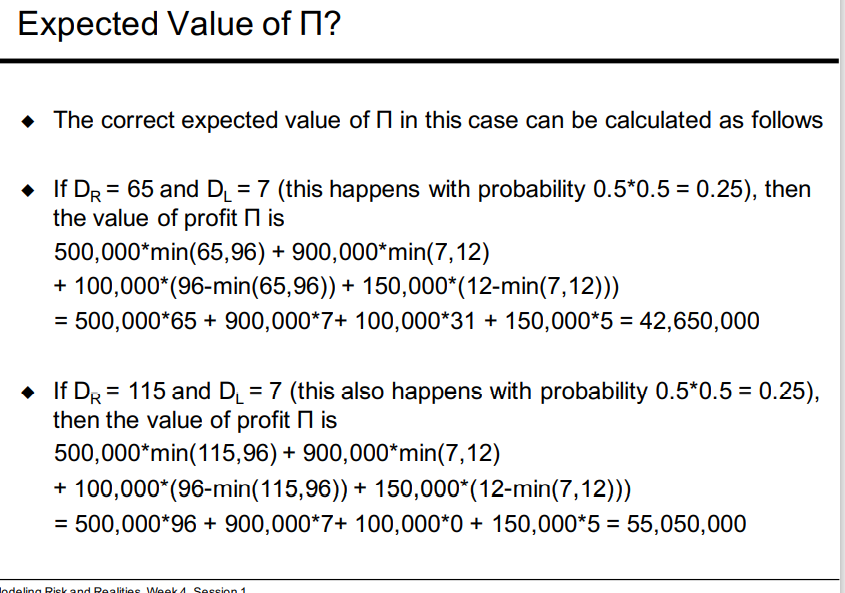 Expected Value of Π?
◆ The correct expected value of Π in this case can be calculated as follows
◆ If D_R = 65 and D_L = 7 (this happens with probability 0.5*0.5 = 0.25), then
the value of profit Π is
500,000*min(65,96) + 900,000*min(7,12)
+ 100,000*(96-min(65,96)) + 150,000*(12-min(7,12)))
= 500,000*65 + 900,000*7+ 100,000*31 + 150,000*5 = 42,650,000
◆ If D_R = 115 and D_L = 7 (this also happens with probability 0.5*0.5 = 0.25),
then the value of profit Π is
500,000*min(115,96) + 900,000*min(7,12)
+ 100,000*(96-min(115,96)) + 150,000*(12-min(7,12)))
= 500,000*96 + 900,000*7+ 100,000*0 + 150,000*5 = 55,050,000
odeling Risk and Realities, Week 4, Session 1